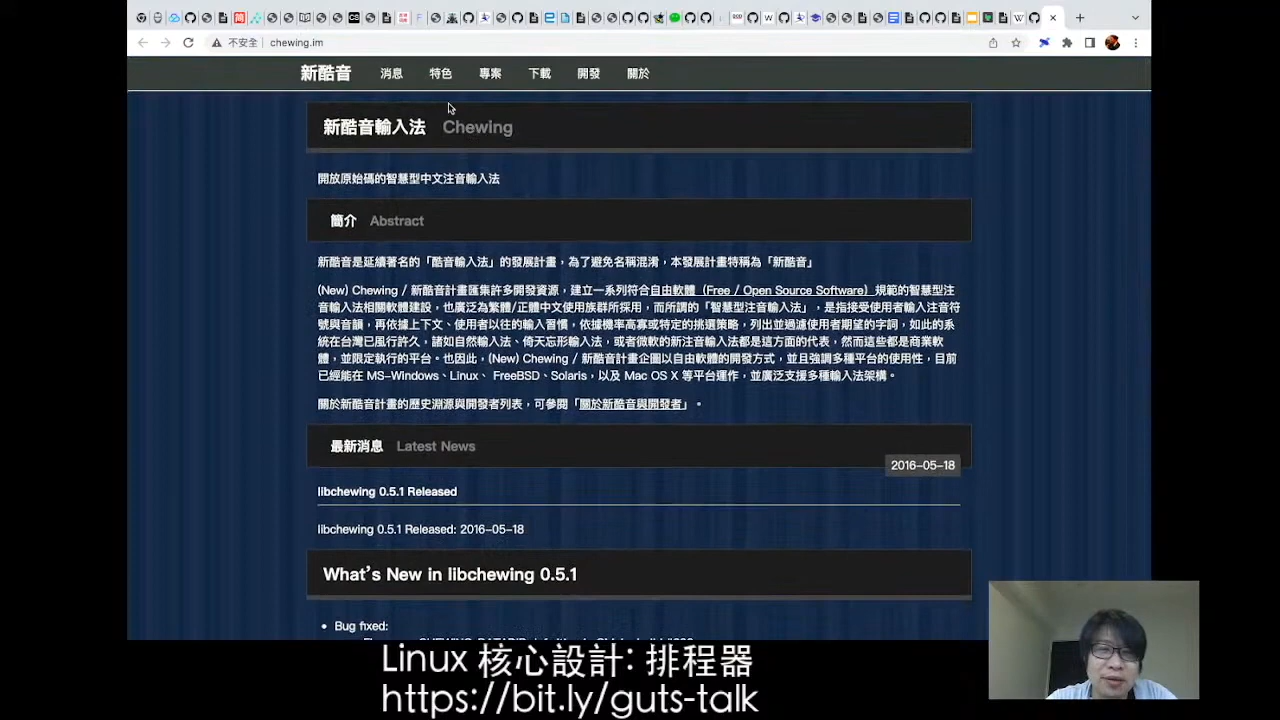 不安全 chewing.im
新酷音 消息 特色 專案 下載 開發 關於
新酷音輸入法 Chewing
開放原始碼的智慧型中文注音輸入法
簡介 Abstract
新酷音是延續著名的「酷音輸入法」的發展計畫，為了避免名稱混淆，本發展計畫特稱為「新酷音」
(New) Chewing / 新酷音計畫匯集許多開發資源，建立一系列符合自由軟體（Free / Open Source Software）規範的智慧型注
音輸入法相關軟體建設，也廣泛為繁體/正體中文使用族群所採用，而所謂的「智慧型注音輸入法」，是指接受使用者輸入注音符
號與音韻，再依據上下文、使用者以往的輸入習慣，依據機率高寡或特定的挑選策略，列出並過濾使用者期望的字詞，如此的系
統在台灣已風行許久，諸如自然輸入法、倚天忘形輸入法，或者微軟的新注音輸入法都是這方面的代表，然而這些都是商業軟
體，並限定執行的平台。也因此，(New) Chewing / 新酷音計畫企圖以自由軟體的開發方式，並且強調多種平台的使用性，目前
已經能在 MS-Windows、Linux、 FreeBSD、Solaris，以及 Mac OS X 等平台運作，並廣泛支援多種輸入法架構。
關於新酷音計畫的歷史淵源與開發者列表，可參閱「關於新酷音與開發者」。
最新消息 Latest News
2016-05-18
libchewing 0.5.1 Released
libchewing 0.5.1 Released: 2016-05-18
What's New in libchewing 0.5.1
• Bug fixed:
Linux 核心設計: 排程器
https://bit.ly/guts-talk